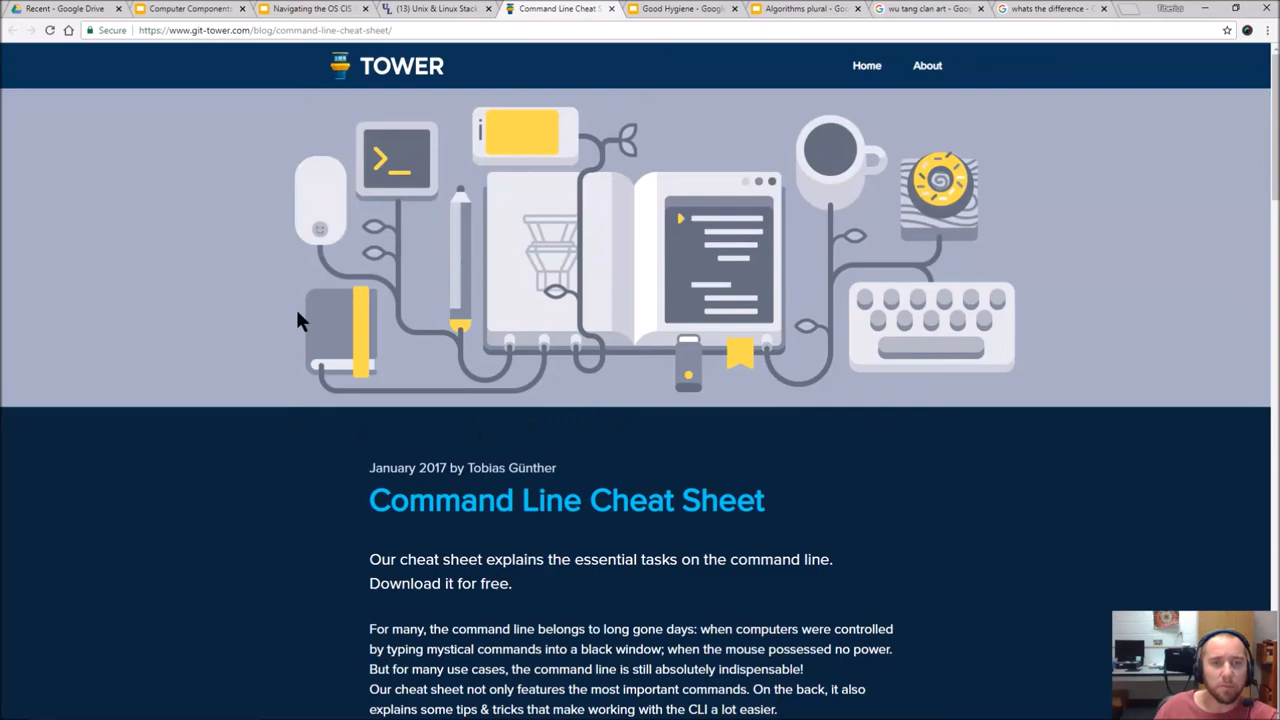 Recent - Google Drive
Computer Components
Navigating the OS CIS
(13) Unix & Linux Stack
Command Line Cheat S
Good Hygiene - Google
Algorithms plural - Goo
wu tang clan art - Goog
whats the difference - G
Tiberius
Secure
https://www.git-tower.com/blog/command-line-cheat-sheet/
TOWER
Home
About
>_
January 2017 by Tobias Günther
Command Line Cheat Sheet
Our cheat sheet explains the essential tasks on the command line.
Download it for free.
For many, the command line belongs to long gone days: when computers were controlled
by typing mystical commands into a black window; when the mouse possessed no power.
But for many use cases, the command line is still absolutely indispensable!
Our cheat sheet not only features the most important commands. On the back, it also
explains some tips & tricks that make working with the CLI a lot easier.